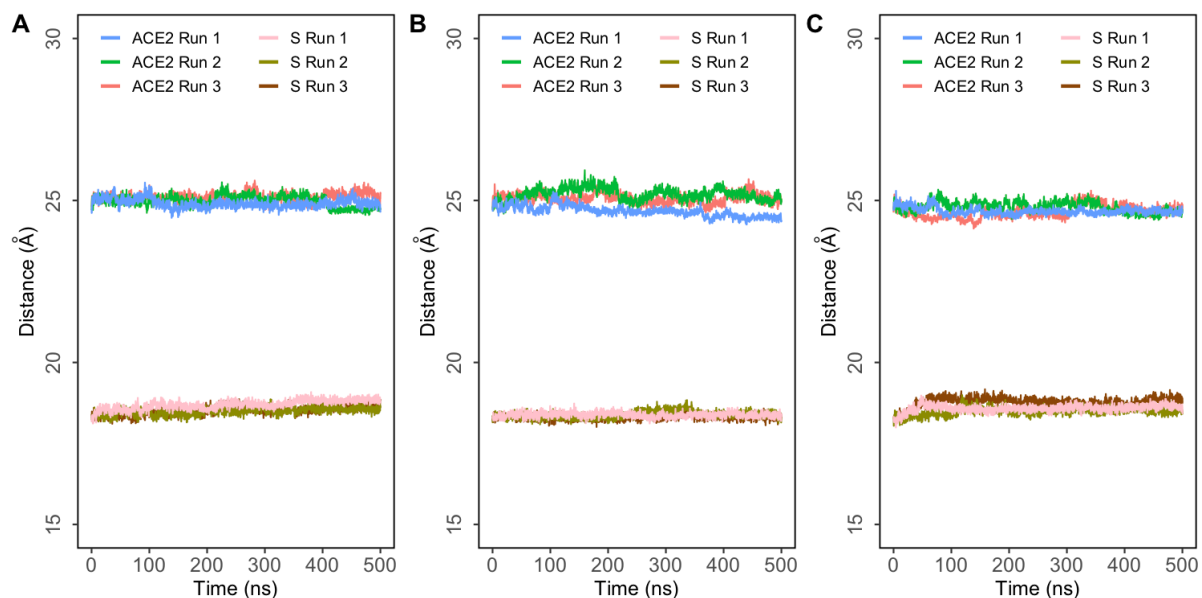 A
ACE2 Run 1 S Run 1
ACE2 Run 2 S Run 2
ACE2 Run 3 S Run 3
30
25
20
15
Distance (Å)
0 100 200 300 400 500
Time (ns)
B
ACE2 Run 1 S Run 1
ACE2 Run 2 S Run 2
ACE2 Run 3 S Run 3
30
25
20
15
Distance (Å)
0 100 200 300 400 500
Time (ns)
C
ACE2 Run 1 S Run 1
ACE2 Run 2 S Run 2
ACE2 Run 3 S Run 3
30
25
20
15
Distance (Å)
0 100 200 300 400 500
Time (ns)